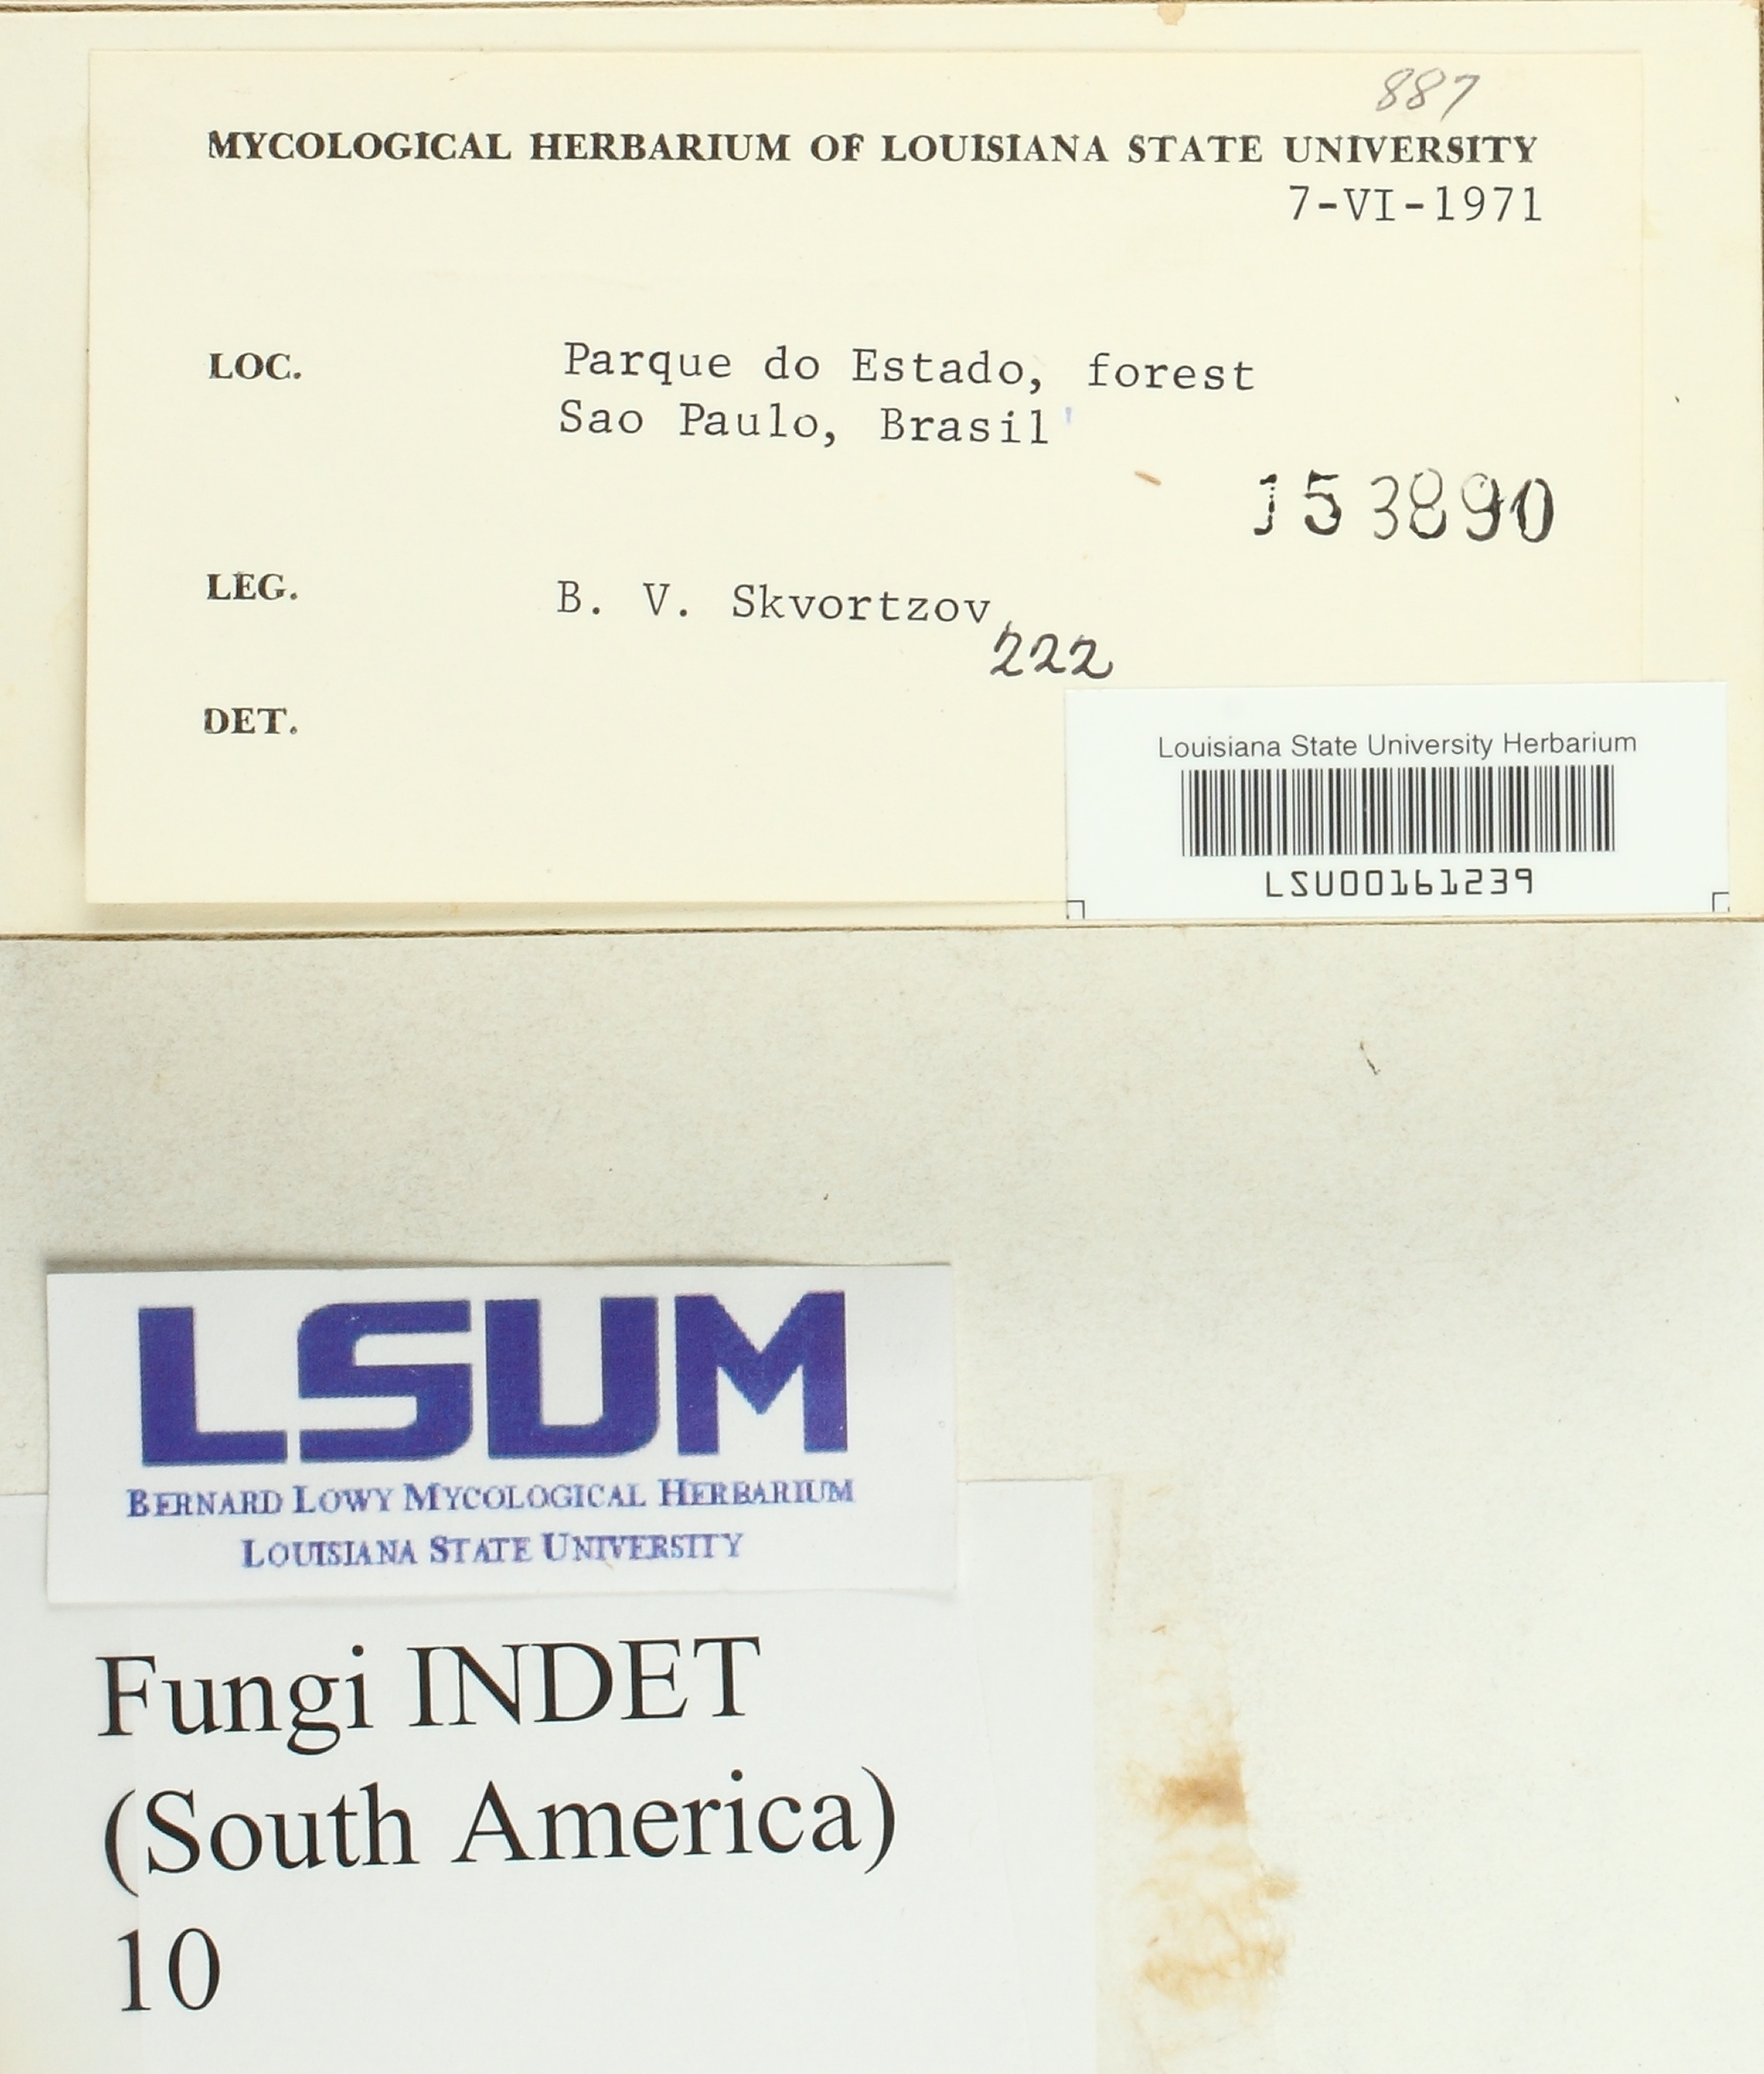 887
MYCOLOGICAL HERBARIUM OF LOUISIANA STATE UNIVERSITY
7-VI-1971
LOC. Parque do Estado, forest
Sao Paulo, Brasil
153890
LEG. B. V. Skvortzov
222
DET.
Louisiana State University Herbarium
LSU00161239
LSUM
BERNARD LOWY MYCOLOGICAL HERBARIUM
LOUISIANA STATE UNIVERSITY
Fungi INDET
(South America)
10